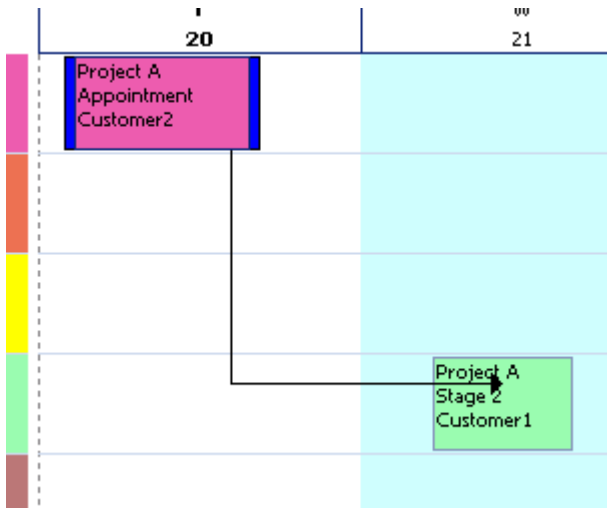 20
21
Project A
Appointment
Customer2
Project A
Stage 2
Customer1